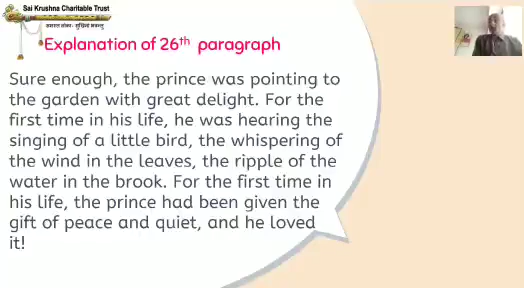 Sai Krushna Charitable Trust
Explanation of 26th paragraph
Sure enough, the prince was pointing to
the garden with great delight. For the
first time in his life, he was hearing the
singing of a little bird, the whispering of
the wind in the leaves, the ripple of the
water in the brook. For the first time in
his life, the prince had been given the
gift of peace and quiet, and he loved
it!